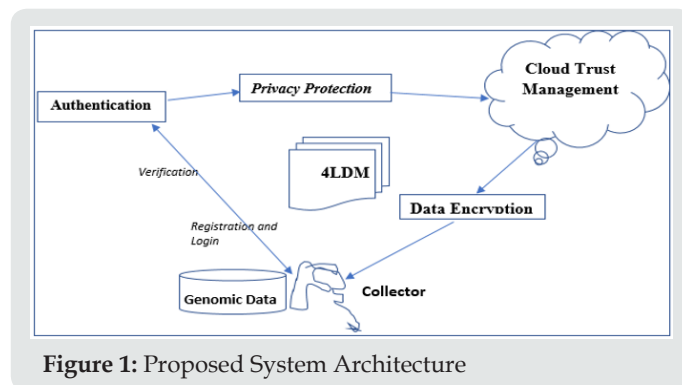 Cloud Trust
Management
Privacy Protection
Authentication
Verification
4LDM
Data Encryption
Registration and
Login
Genomic Data
Collector
Figure 1: Proposed System Architecture